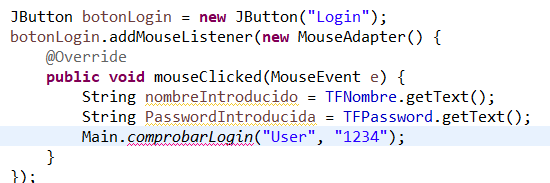 JButton botonLogin = new JButton("Login");
botonLogin.addMouseListener(new MouseAdapter() {
@Override
public void mouseClicked(MouseEvent e) {
String nombreIntroducido = TFNombre.getText();
String PasswordIntroducida = TFPassword.getText();
Main.comprobarLogin("User", "1234");
}
});